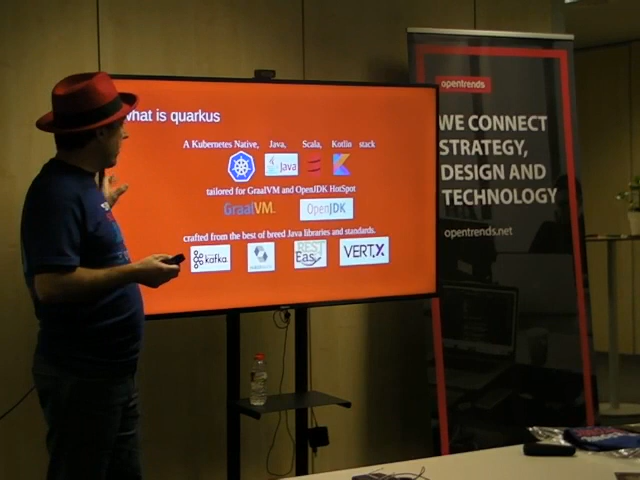 what is quarkus
A Kubernetes Native, Java, Scala, Kotlin stack
Java
tailored for GraalVM and OpenJDK HotSpot
GraalVM. OpenJDK
crafted from the best of breed Java libraries and standards.
kafka RESTEasy VERT.X
opentrends
WE CONNECT
STRATEGY,
DESIGN AND
TECHNOLOGY
opentrends.net